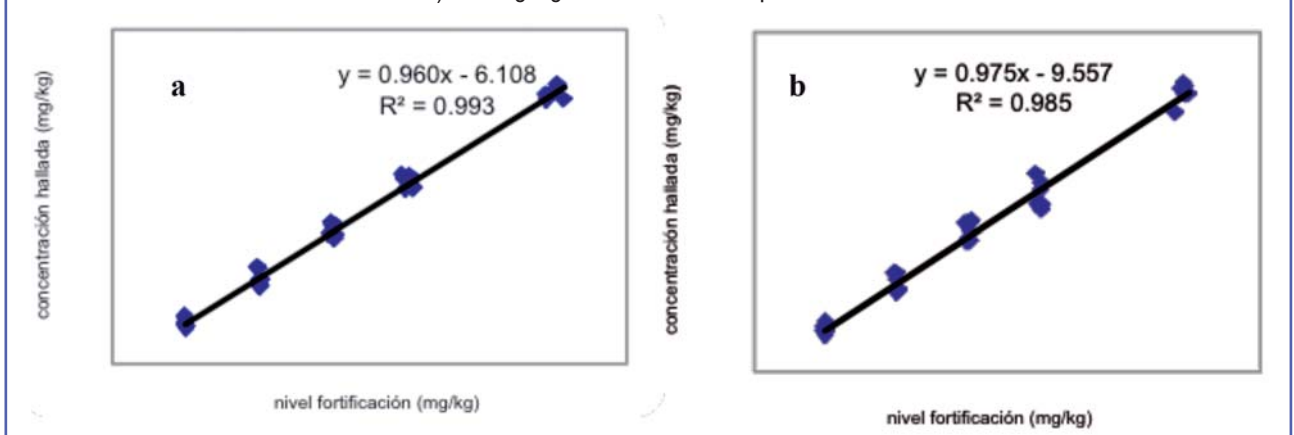 a
y = 0.960x - 6.108
R² = 0.993
concentración hallada (mg/kg)
nivel fortificación (mg/kg)
b
y = 0.975x - 9.557
R² = 0.985
concentración hallada (mg/kg)
nivel fortificación (mg/kg)